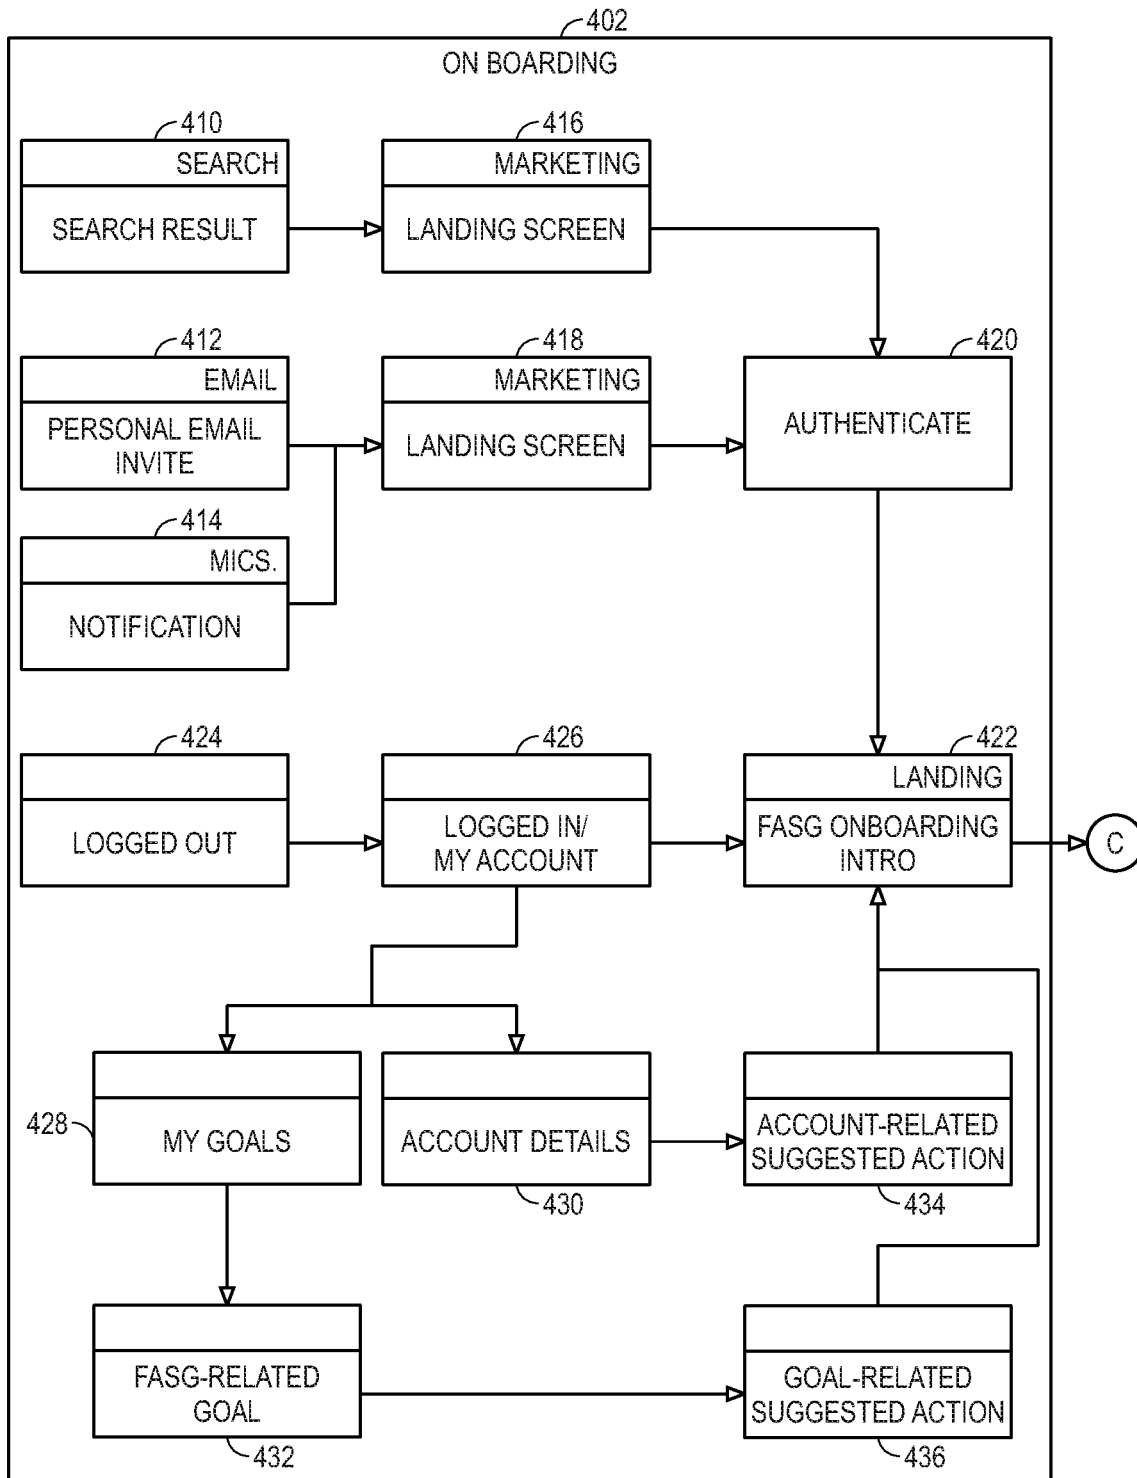 402
ON BOARDING
410
SEARCH
SEARCH RESULT
416
MARKETING
LANDING SCREEN
412
EMAIL
PERSONAL EMAIL
INVITE
418
MARKETING
LANDING SCREEN
420
AUTHENTICATE
414
MICS.
NOTIFICATION
424
LOGGED OUT
426
LOGGED IN/
MY ACCOUNT
422
LANDING
FASG ONBOARDING
INTRO
C
428
MY GOALS
ACCOUNT DETAILS
430
ACCOUNT-RELATED
SUGGESTED ACTION
434
FASG-RELATED
GOAL
432
GOAL-RELATED
SUGGESTED ACTION
436